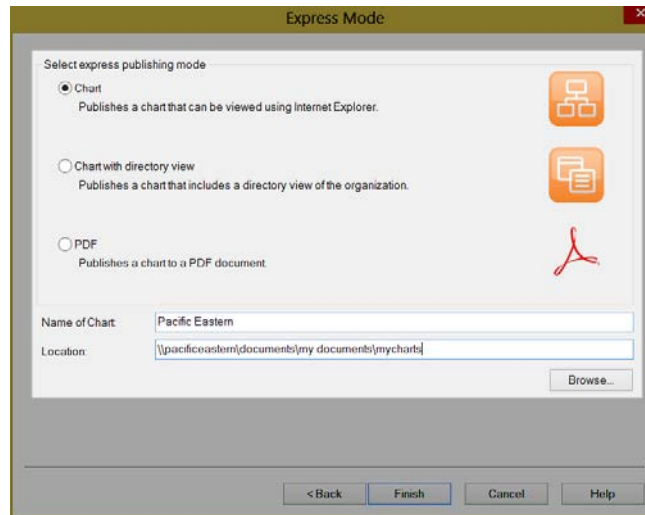 Express Mode
Select express publishing mode
Chart
Publishes a chart that can be viewed using Internet Explorer.
Chart with directory view
Publishes a chart that includes a directory view of the organization.
PDF
Publishes a chart to a PDF document.
Name of Chart:
Pacific Eastern
Location:
\\pacificeastern\documents\my documents\mycharts
Browse...
< Back
Finish
Cancel
Help